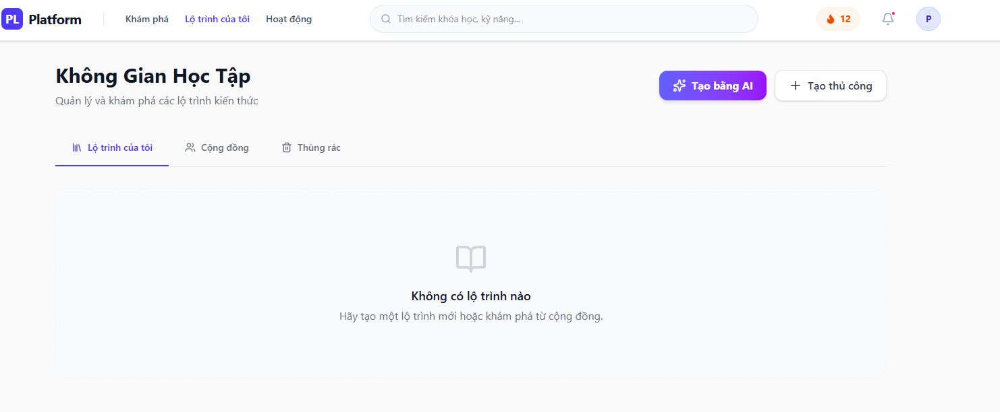 PL Platform Khám phá Lộ trình của tôi Hoạt động Tìm kiếm khóa học, kỹ năng... 12 P
Không Gian Học Tập
Quản lý và khám phá các lộ trình kiến thức
Tạo bằng AI Tạo thủ công
Lộ trình của tôi Cộng đồng Thùng rác
Không có lộ trình nào
Hãy tạo một lộ trình mới hoặc khám phá từ cộng đồng.